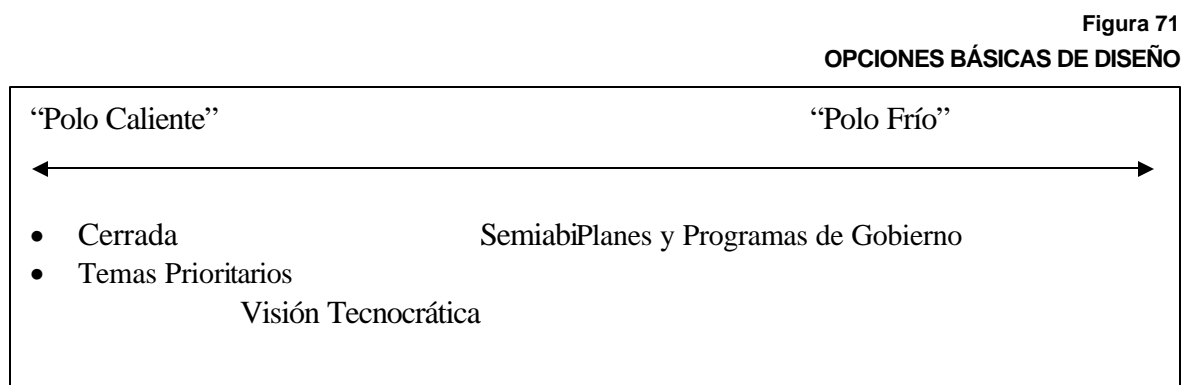 Figura 71
OPCIONES BÁSICAS DE DISEÑO
“Polo Caliente” “Polo Frío”
• Cerrada SemiabiPlanes y Programas de Gobierno
• Temas Prioritarios
Visión Tecnocrática